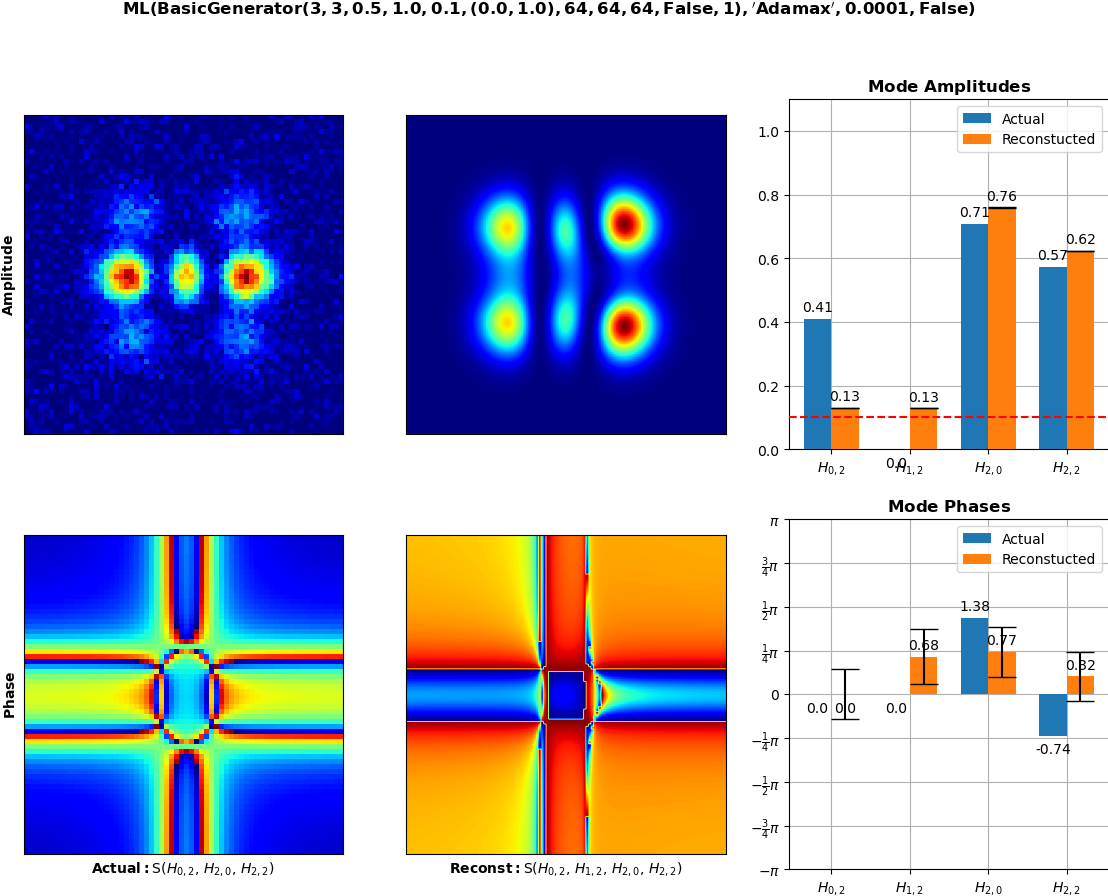 ML(BasicGenerator(3, 3, 0.5, 1.0, 0.1, (0.0, 1.0), 64, 64, 64, False, 1), ′Adamax′, 0.0001, False)
Amplitude
Mode Amplitudes
Actual
Reconstucted
1.0
0.8
0.6
0.4
0.2
0.0
0.41
0.13
0.0
0.13
0.71
0.76
0.57
0.62
H0,2
H1,2
H2,0
H2,2
Phase
Actual: S(H0,2, H2,0, H2,2)
Reconst: S(H0,2, H1,2, H2,0, H2,2)
Mode Phases
Actual
Reconstucted
π
3/4π
1/2π
1/4π
0
−1/4π
−1/2π
−3/4π
−π
0.0
0.0
0.0
0.68
1.38
0.77
-0.74
0.32
H0,2
H1,2
H2,0
H2,2